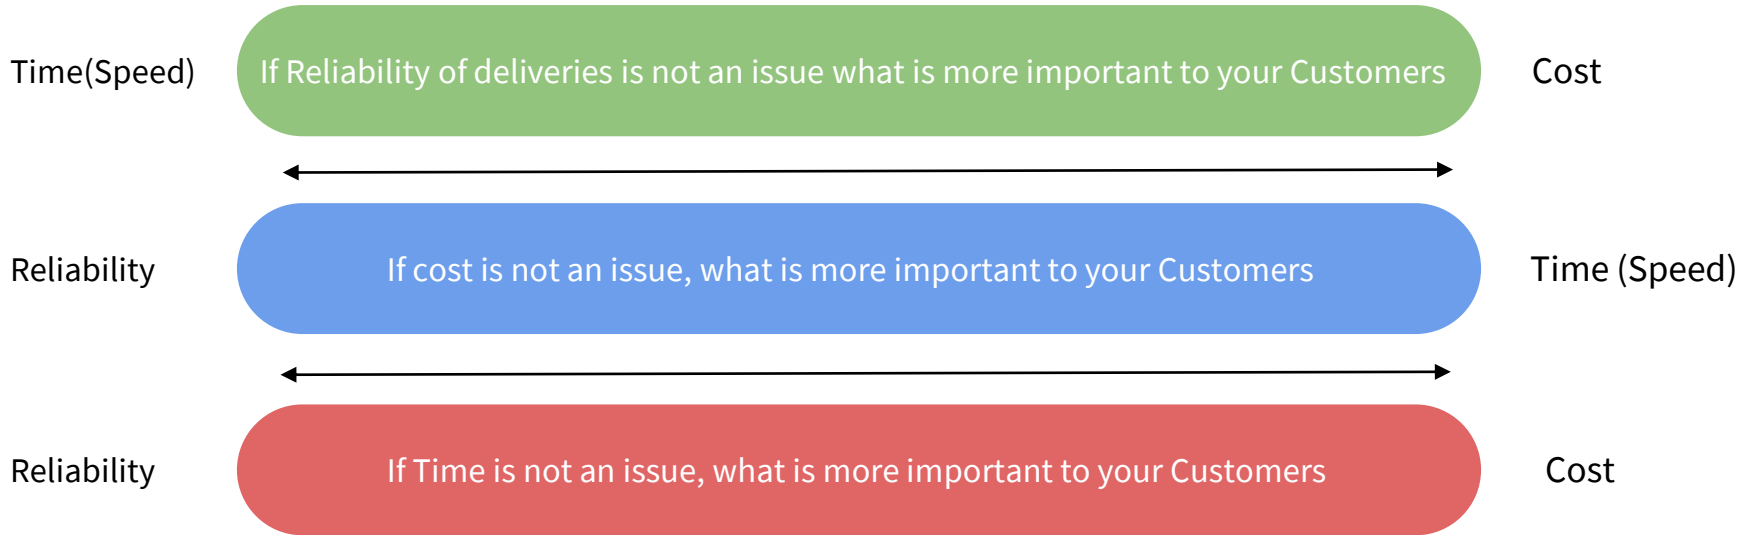 Time(Speed)
If Reliability of deliveries is not an issue what is more important to your Customers
Cost
Reliability
If cost is not an issue, what is more important to your Customers
Time (Speed)
Reliability
If Time is not an issue, what is more important to your Customers
Cost